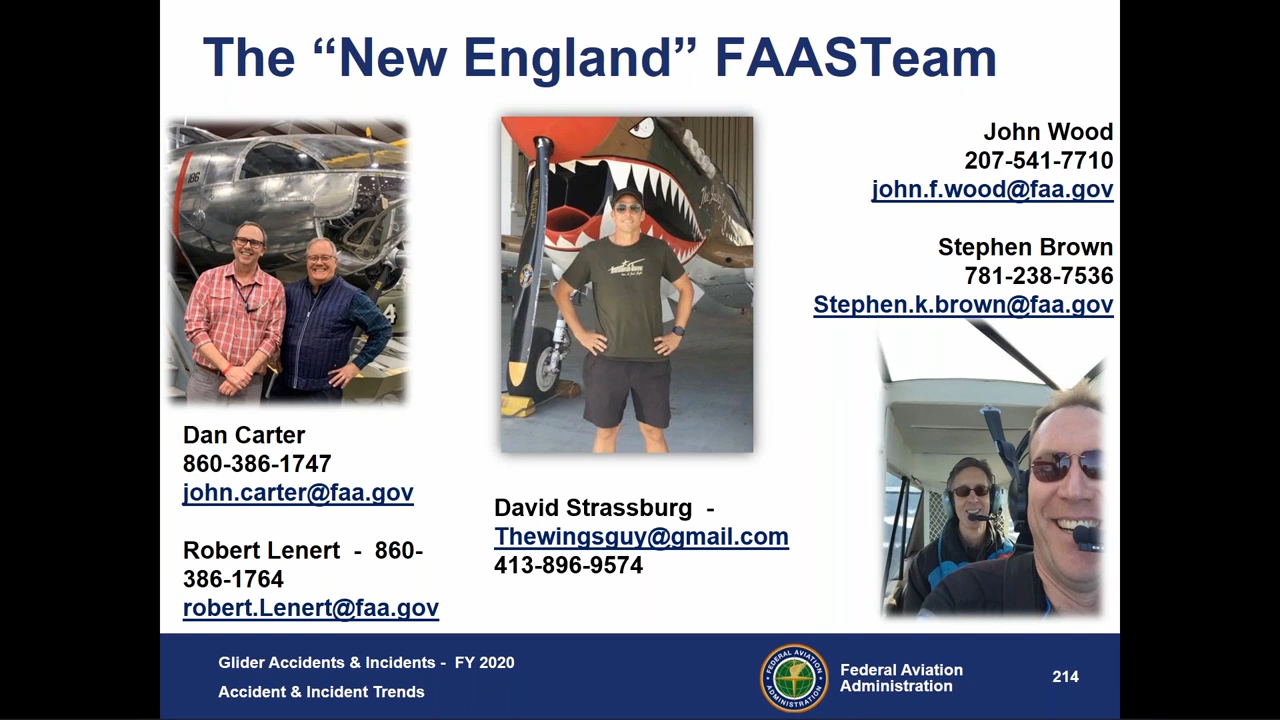 The “New England” FAASTeam
John Wood
207-541-7710
john.f.wood@faa.gov
Stephen Brown
781-238-7536
Stephen.k.brown@faa.gov
Dan Carter
860-386-1747
john.carter@faa.gov
Robert Lenert - 860-
386-1764
robert.Lenert@faa.gov
David Strassburg -
Thewingsguy@gmail.com
413-896-9574
Glider Accidents & Incidents - FY 2020
Accident & Incident Trends
FEDERAL AVIATION
ADMINISTRATION
Federal Aviation
Administration
214